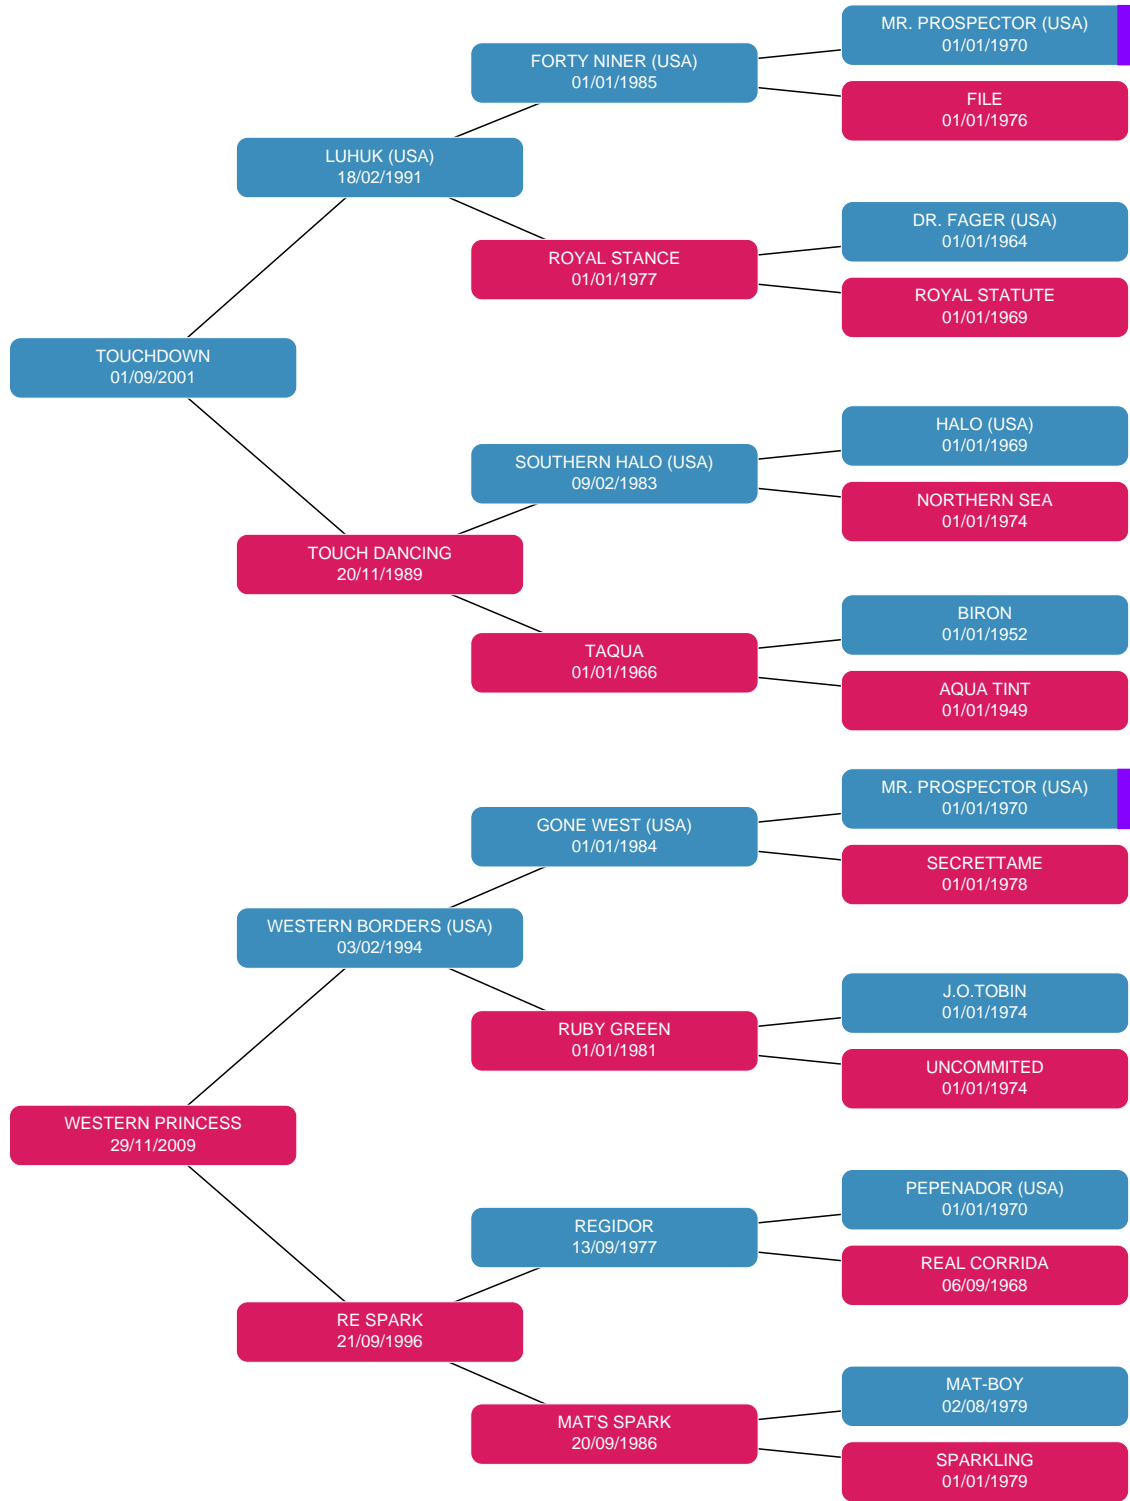 MR. PROSPECTOR (USA)
01/01/1970
FORTY NINER (USA)
01/01/1985
FILE
01/01/1976
LUHUK (USA)
18/02/1991
DR. FAGER (USA)
01/01/1964
ROYAL STANCE
01/01/1977
ROYAL STATUTE
01/01/1969
TOUCHDOWN
01/09/2001
HALO (USA)
01/01/1969
SOUTHERN HALO (USA)
09/02/1983
NORTHERN SEA
01/01/1974
TOUCH DANCING
20/11/1989
BIRON
01/01/1952
TAQUA
01/01/1966
AQUA TINT
01/01/1949
MR. PROSPECTOR (USA)
01/01/1970
GONE WEST (USA)
01/01/1984
SECRETTAME
01/01/1978
WESTERN BORDERS (USA)
03/02/1994
J.O.TOBIN
01/01/1974
RUBY GREEN
01/01/1981
UNCOMMITED
01/01/1974
WESTERN PRINCESS
29/11/2009
PEPENADOR (USA)
01/01/1970
REGIDOR
13/09/1977
REAL CORRIDA
06/09/1968
RE SPARK
21/09/1996
MAT-BOY
02/08/1979
MAT'S SPARK
20/09/1986
SPARKLING
01/01/1979